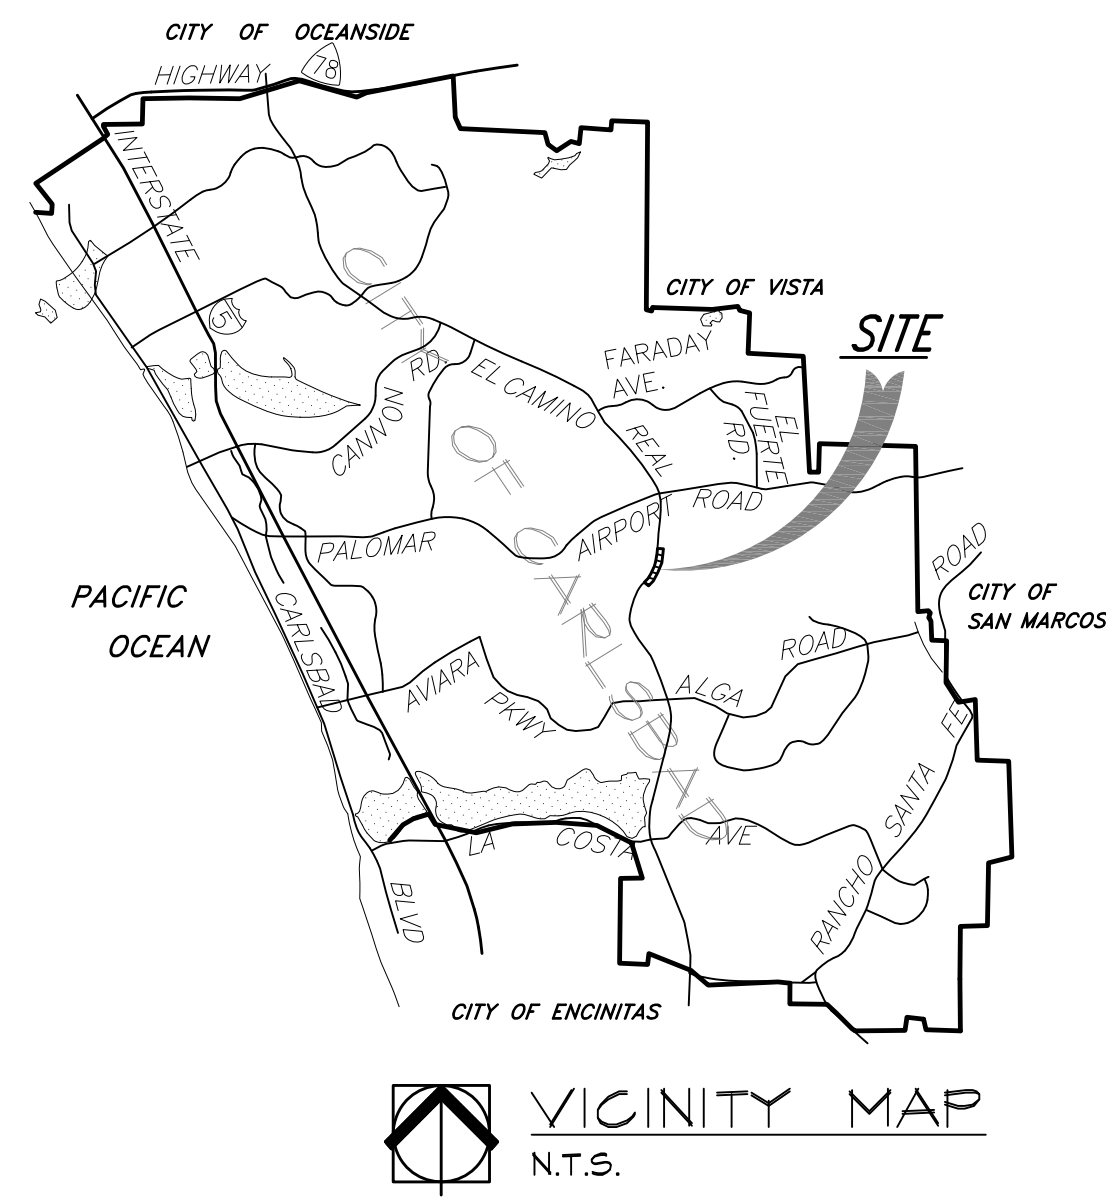 CITY OF OCEANSIDE
HIGHWAY
78
INTERSTATE
5
CITY OF VISTA
SITE
FARADAY
AVE.
EL
FUERTE
RD.
CANNON
RD.
EL CAMINO
REAL
CITY OF CARLSBAD
PALOMAR
AIRPORT
ROAD
ROAD
CITY OF
SAN MARCOS
PACIFIC
OCEAN
CARLSBAD
BLVD
AVIARA
PKWY
ALGA
ROAD
RANCHO
SANTA
FE
LA
COSTA
AVE
CITY OF ENCINITAS
VICINITY MAP
N.T.S.